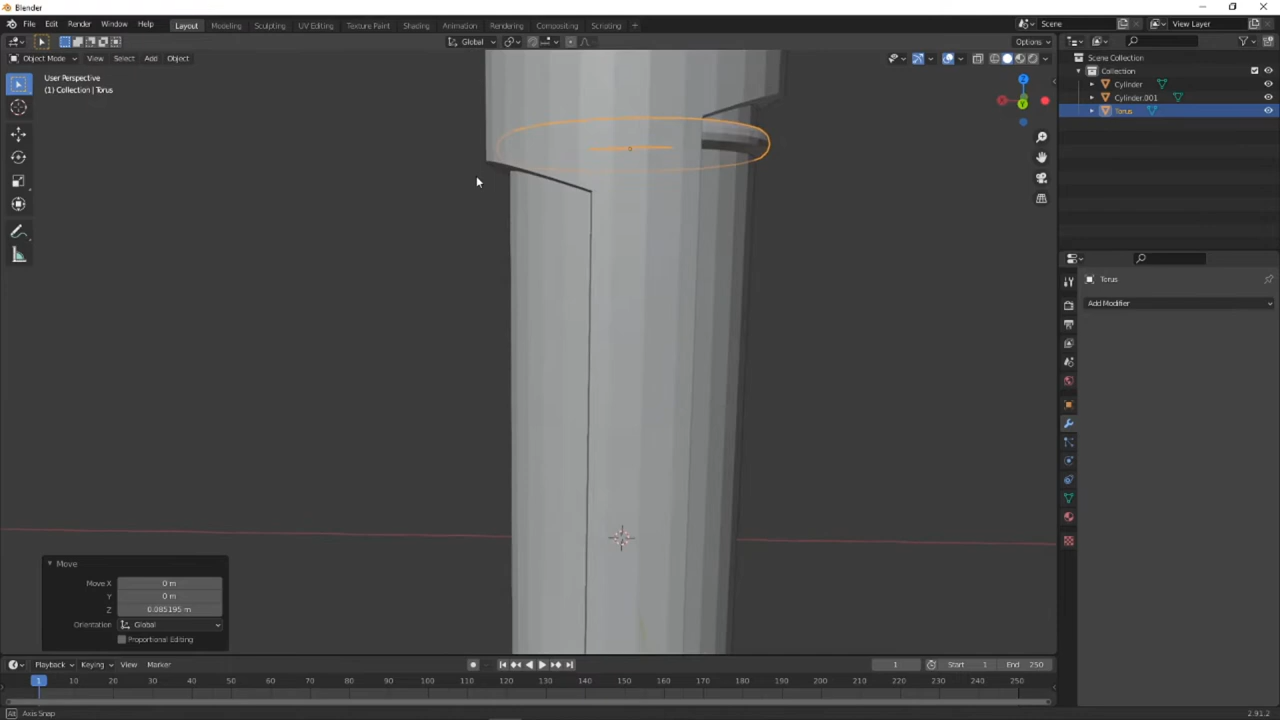 Blender
File Edit Render Window Help Layout Modeling Sculpting UV Editing Texture Paint Shading Animation Rendering Compositing Scripting + Scene View Layer
Global Options
Object Mode View Select Add Object
User Perspective
(1) Collection | Torus
Scene Collection
Collection
Cylinder
Cylinder.001
Torus
Torus
Add Modifier
Move
Move X 0 m
Y 0 m
Z 0.085195 m
Orientation Global
Proportional Editing
Playback Keying View Marker 1 Start 1 End 250
1 10 20 30 40 50 60 70 80 90 100 110 120 130 140 150 160 170 180 190 200 210 220 230 240 250
Axis Snap 2.91.2